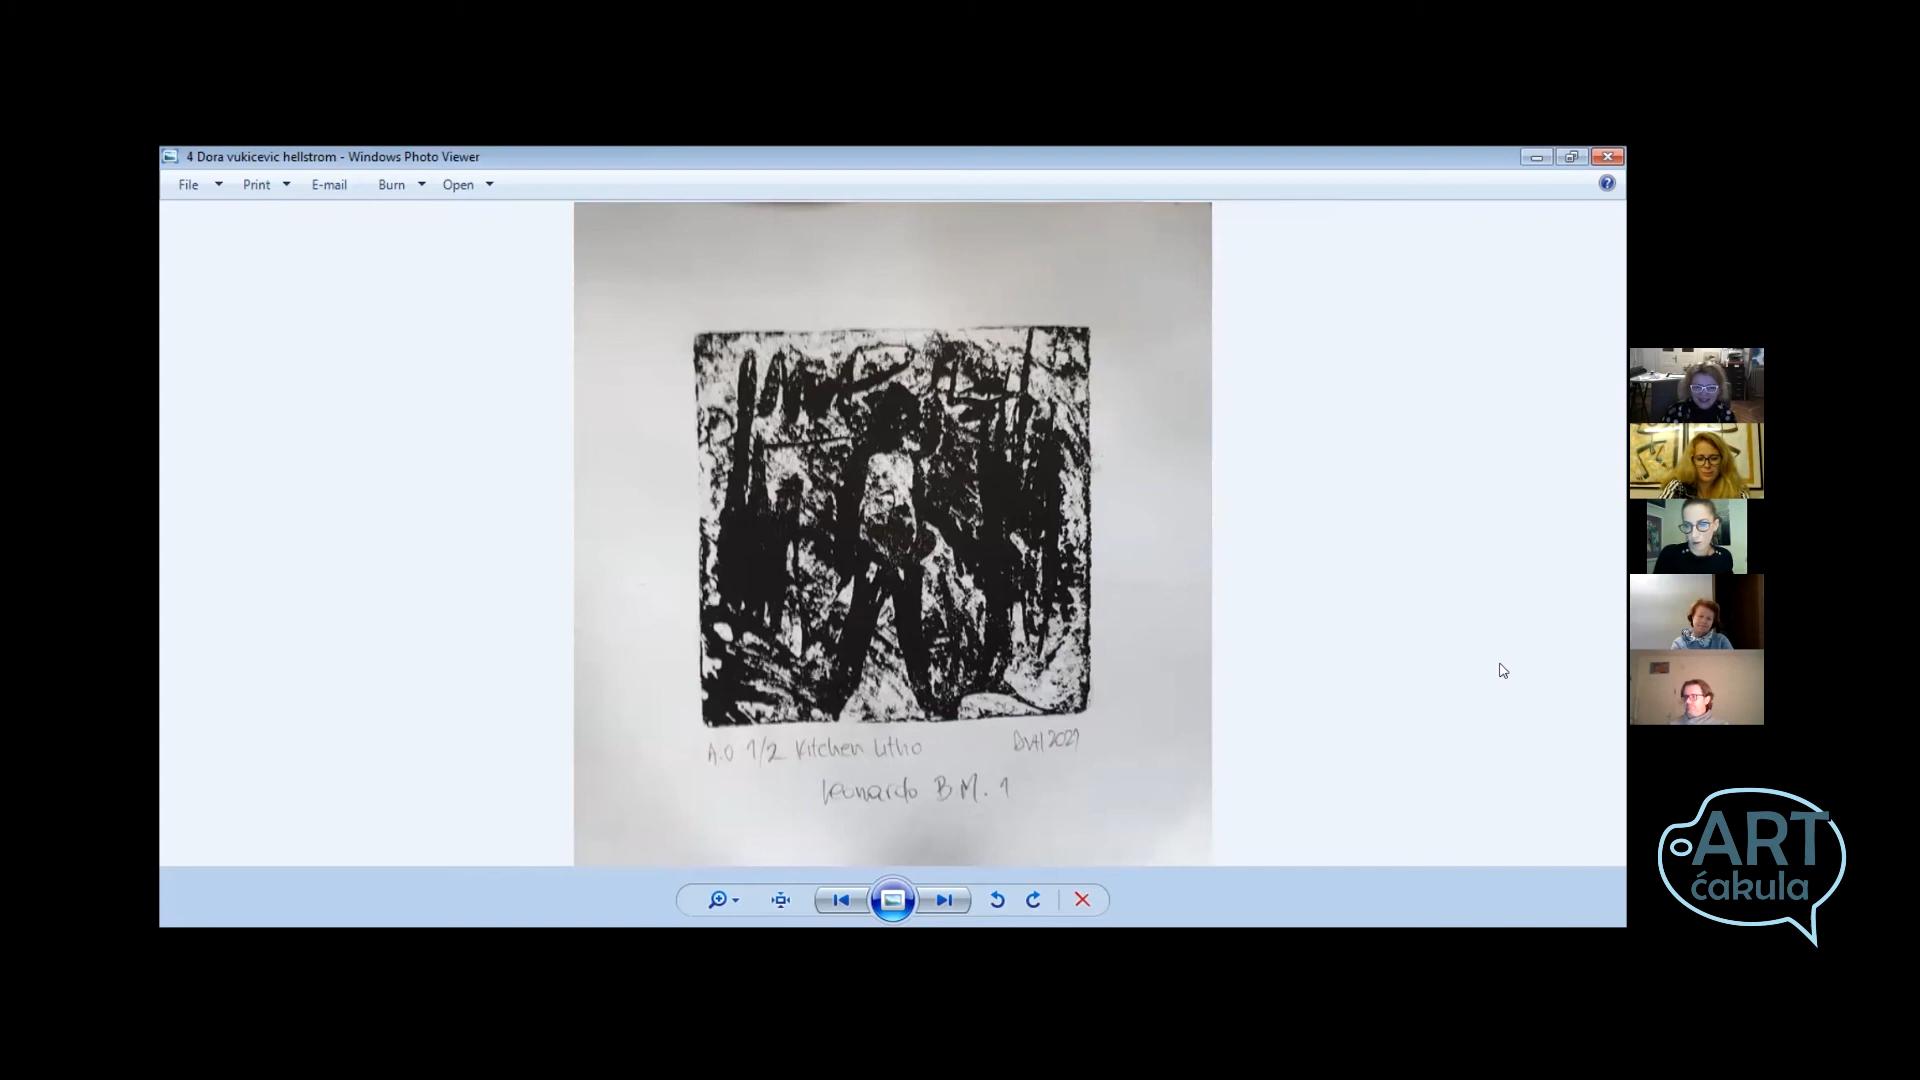 4 Dora vukicevic hellstrom - Windows Photo Viewer
File Print E-mail Burn Open
A.O 1/2 Kitchen Litho DVH 2021
Leonardo B M. 1
ART
ćakula